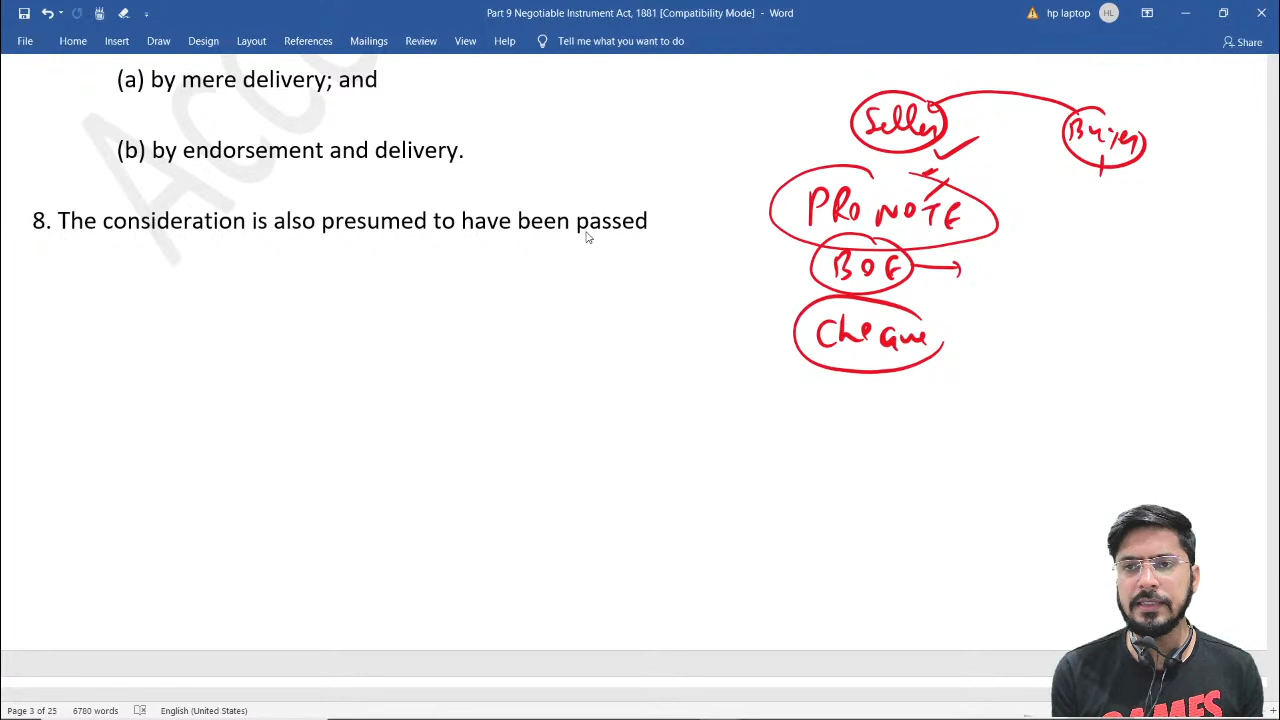 Part 9 Negotiable Instrument Act, 1881 [Compatibility Mode] - Word
hp laptop HL
File Home Insert Draw Design Layout References Mailings Review View Help Tell me what you want to do Share
(a) by mere delivery; and
(b) by endorsement and delivery.
8. The consideration is also presumed to have been passed
Seller
Buyer
PRO NOTE
BOE
Cheque
Acco
GAMES
Page 3 of 25 6780 words English (United States)